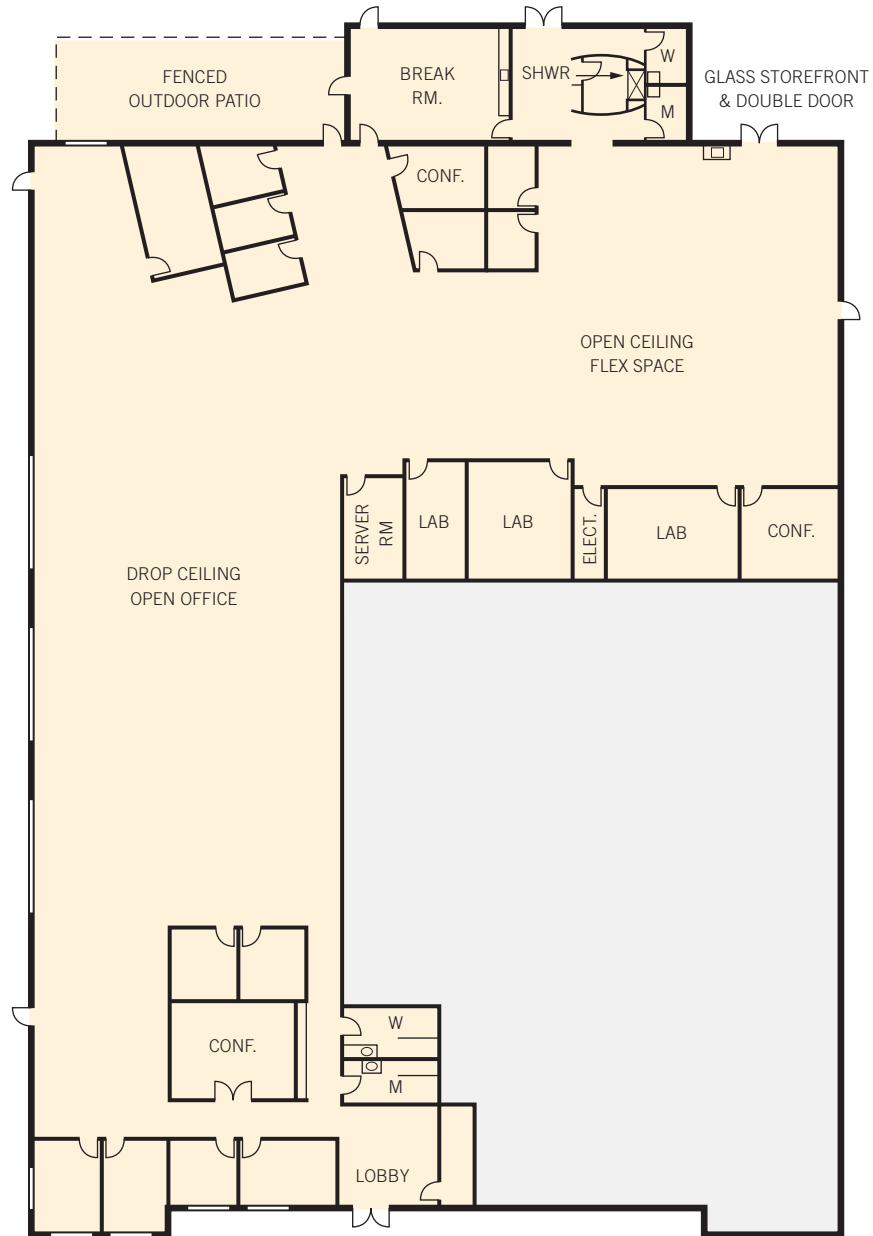 FENCED
OUTDOOR PATIO
BREAK
RM.
SHWR
W
M
GLASS STOREFRONT
& DOUBLE DOOR
CONF.
OPEN CEILING
FLEX SPACE
SERVER
RM
LAB
LAB
ELECT.
LAB
CONF.
DROP CEILING
OPEN OFFICE
W
CONF.
M
LOBBY